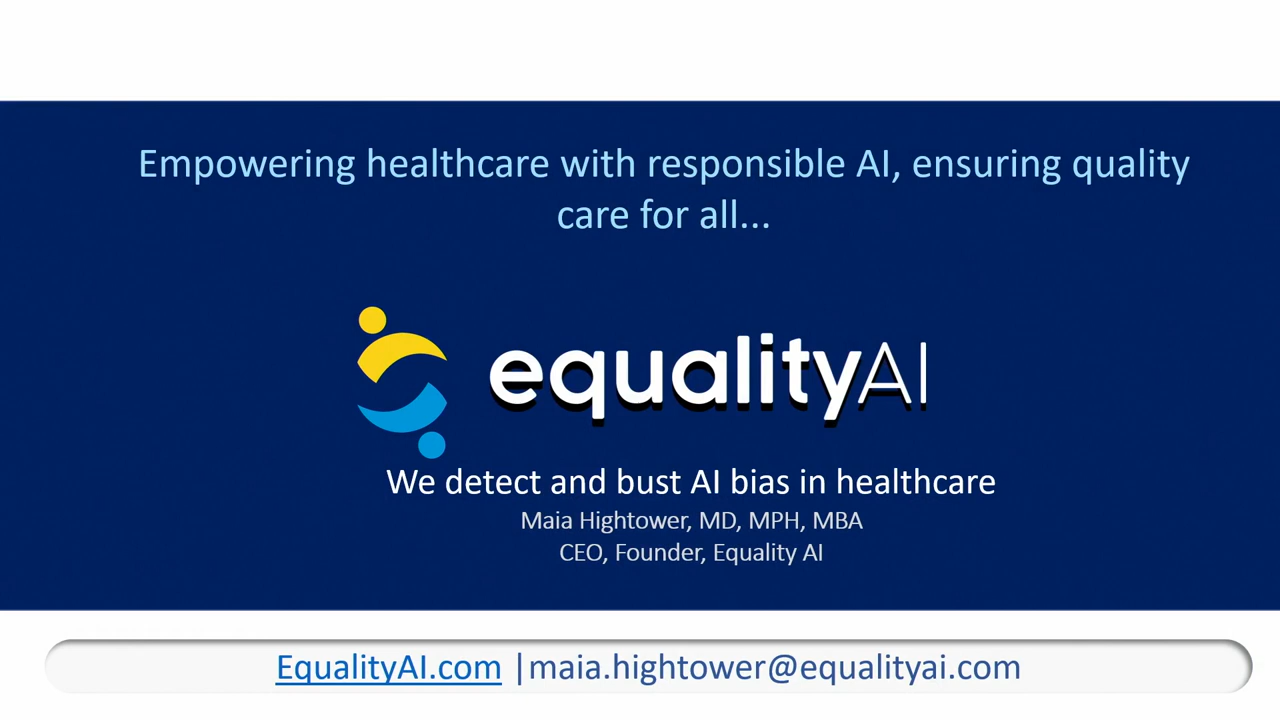 Empowering healthcare with responsible AI, ensuring quality
care for all...
equalityAI
We detect and bust AI bias in healthcare
Maia Hightower, MD, MPH, MBA
CEO, Founder, Equality AI
EqualityAI.com |maia.hightower@equalityai.com